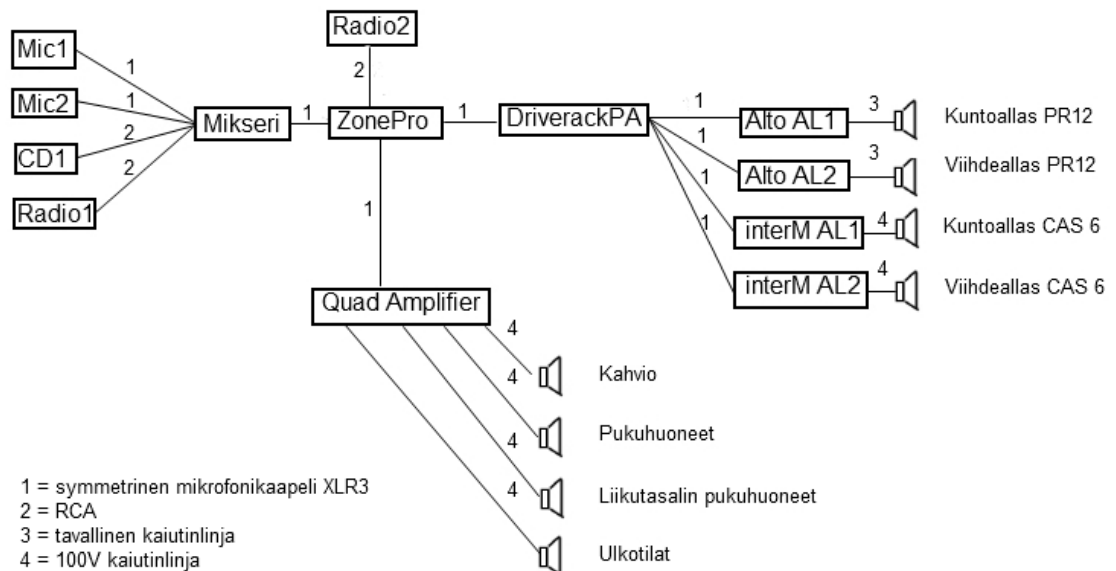 Radio2
Mic1
1
2
Mic2
1
Mikseri
1
ZonePro
1
DriverackPA
1
Alto AL1
3
Kuntoallas PR12
CD1
2
1
Alto AL2
3
Viihdeallas PR12
Radio1
2
1
interM AL1
4
Kuntoallas CAS 6
1
1
interM AL2
4
Viihdeallas CAS 6
Quad Amplifier
4
Kahvio
4
Pukuhuoneet
4
Liikutasalin pukuhuoneet
4
Ulkotilat
1 = symmetrinen mikrofonikaapeli XLR3
2 = RCA
3 = tavallinen kaiutinlinja
4 = 100V kaiutinlinja